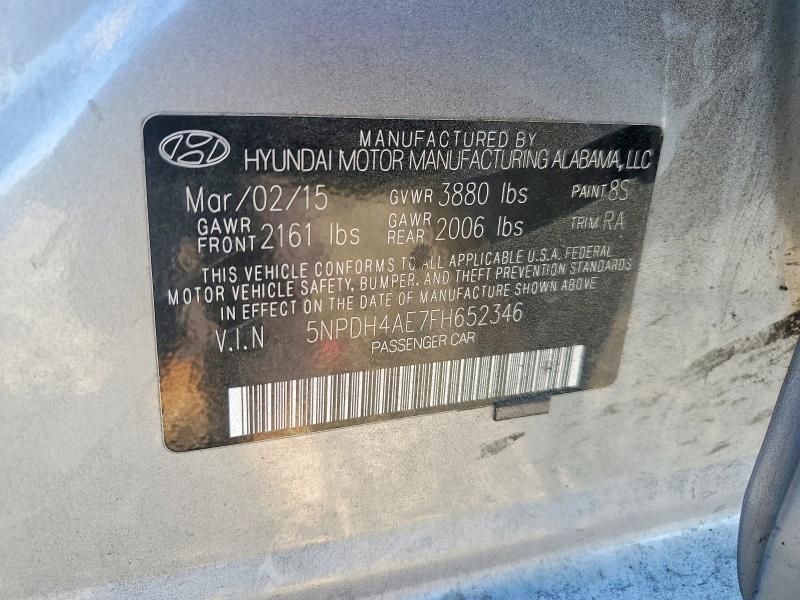 MANUFACTURED BY
HYUNDAI MOTOR MANUFACTURING ALABAMA, LLC
Mar/02/15 GVWR 3880 lbs PAINT 8S
GAWR FRONT 2161 lbs GAWR REAR 2006 lbs TRIM RA
THIS VEHICLE CONFORMS TO ALL APPLICABLE U.S.A. FEDERAL
MOTOR VEHICLE SAFETY, BUMPER, AND THEFT PREVENTION STANDARDS
IN EFFECT ON THE DATE OF MANUFACTURE SHOWN ABOVE.
V.I.N 5NPDH4AE7FH652346
PASSENGER CAR